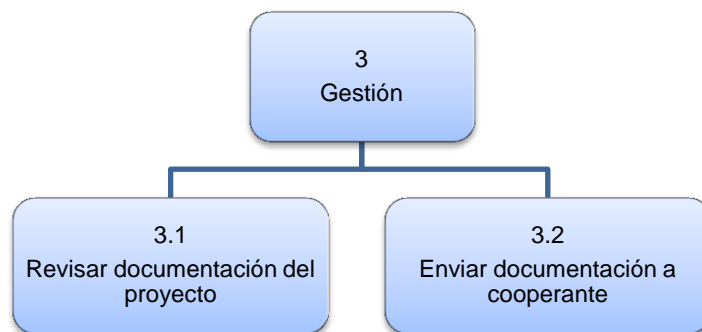 3
Gestión
3.1
Revisar documentación del
proyecto
3.2
Enviar documentación a
cooperante